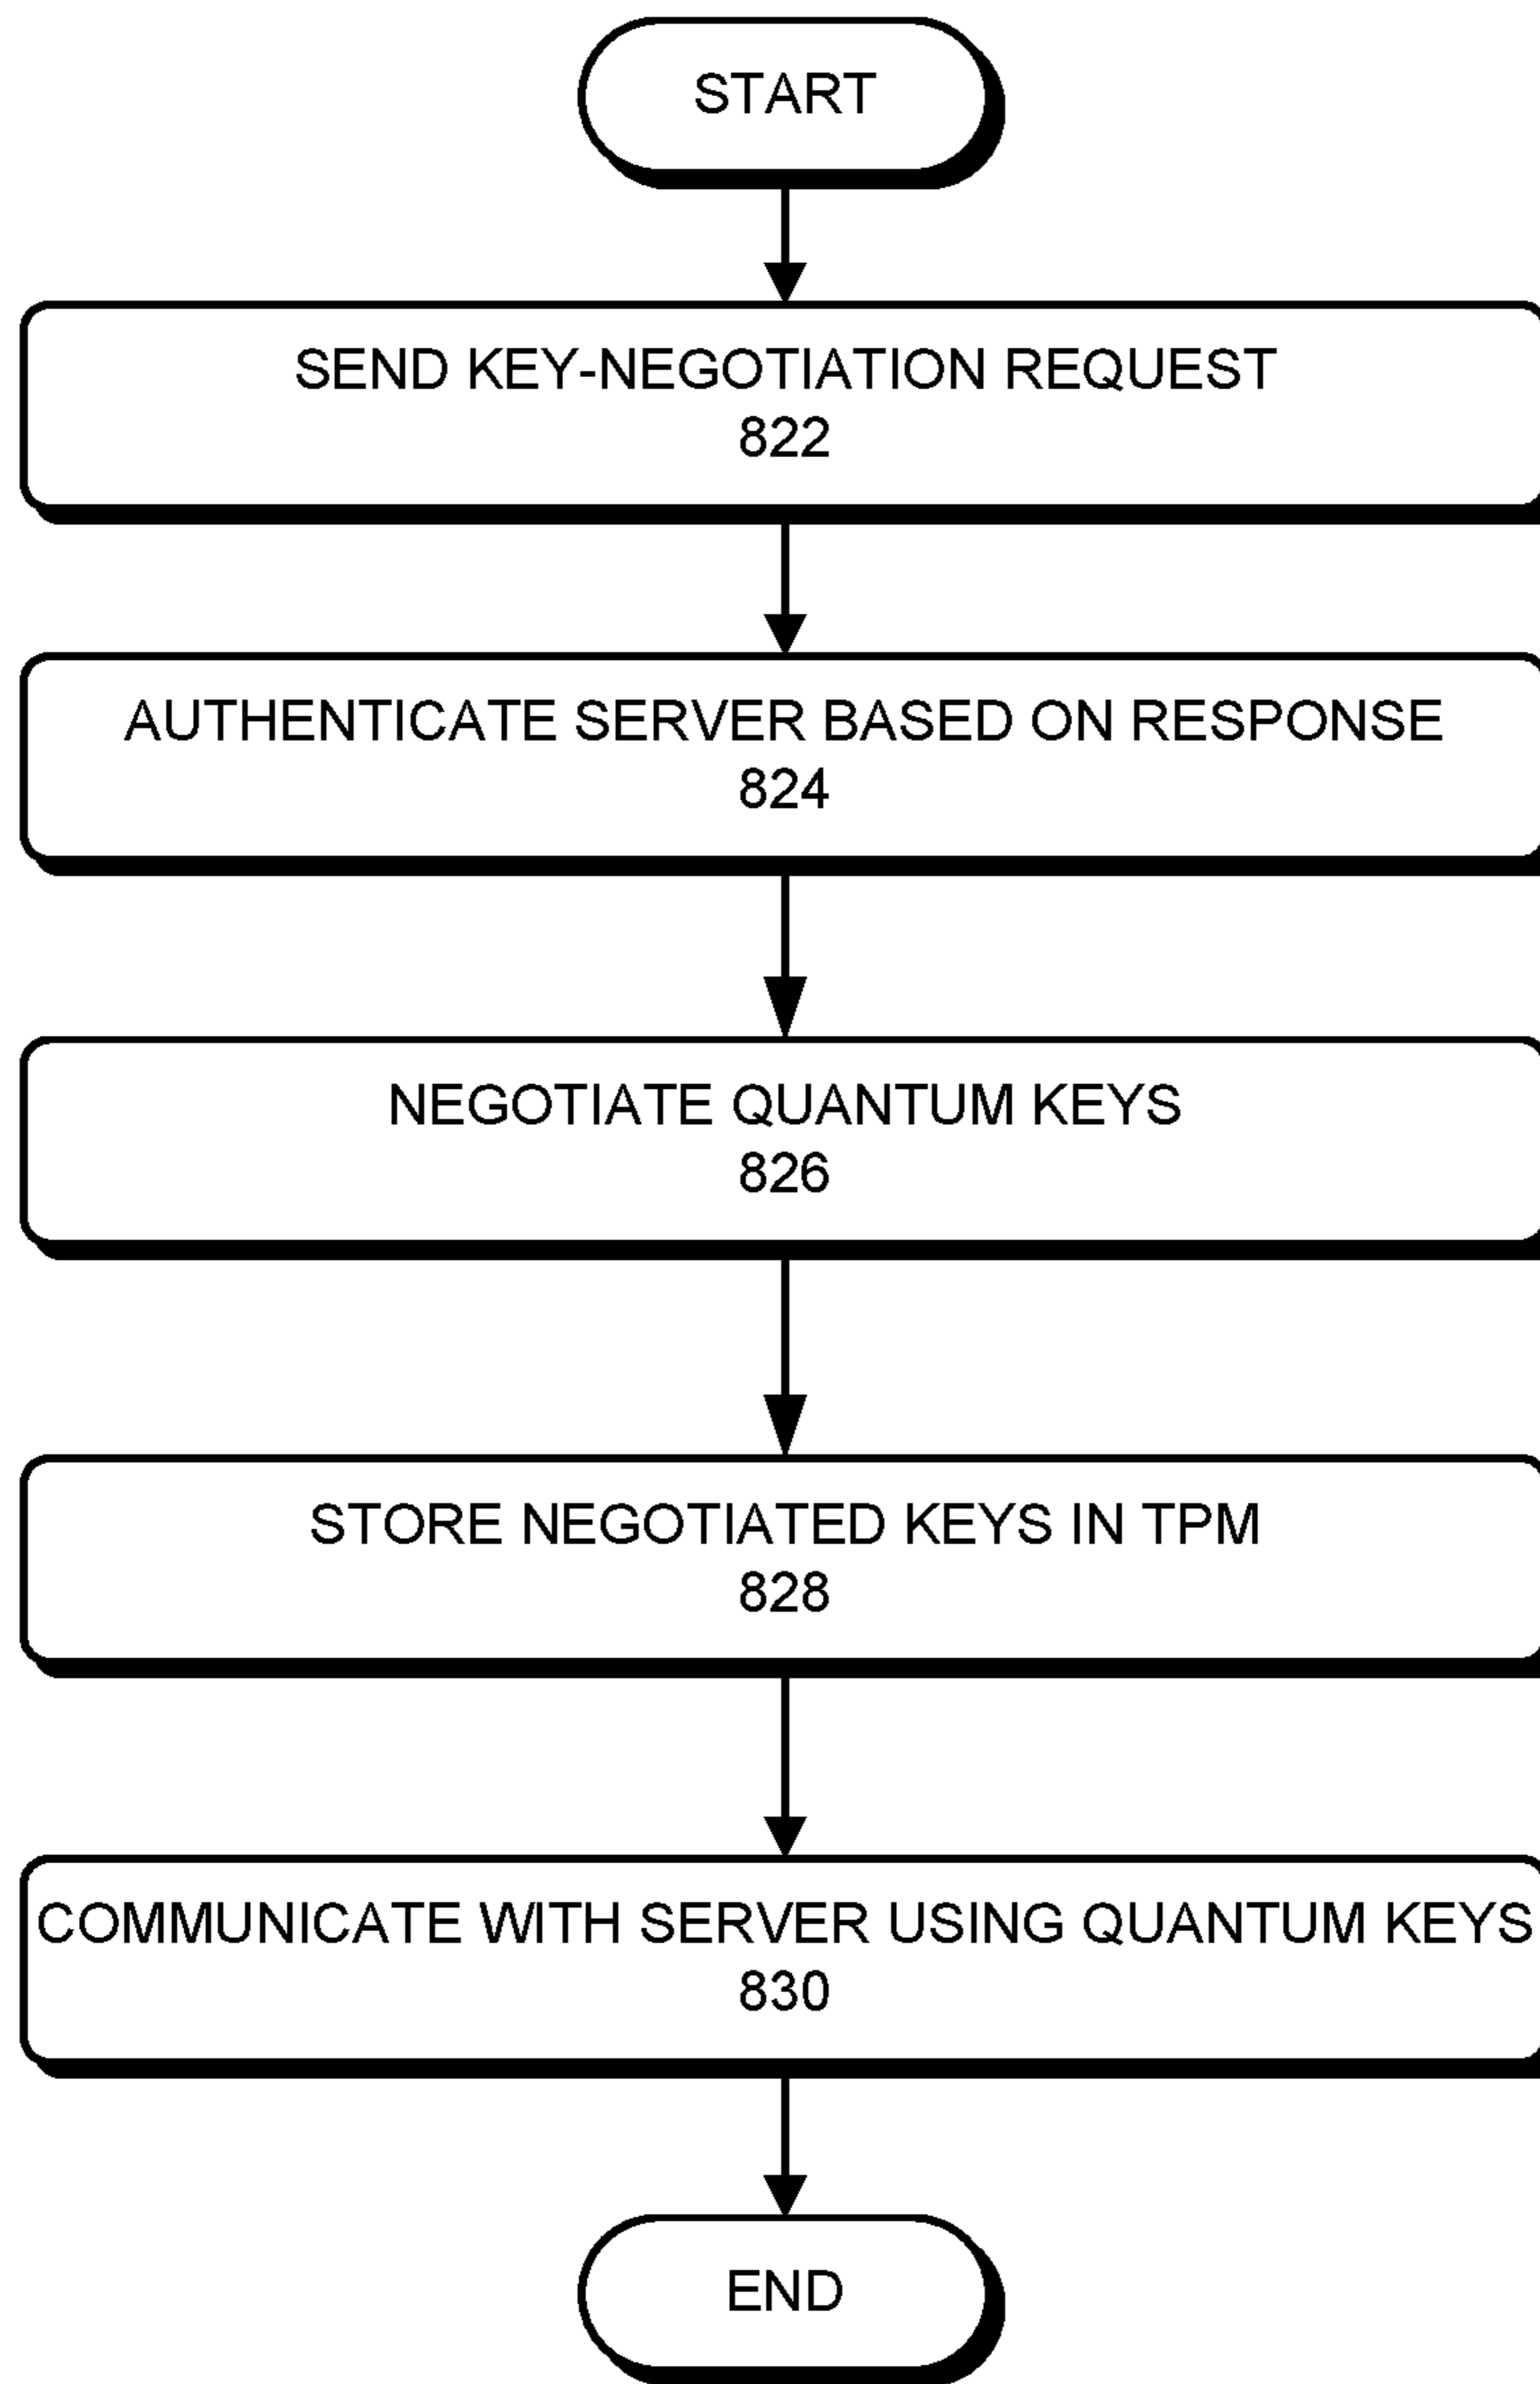 START
SEND KEY-NEGOTIATION REQUEST
822
AUTHENTICATE SERVER BASED ON RESPONSE
824
NEGOTIATE QUANTUM KEYS
826
STORE NEGOTIATED KEYS IN TPM
828
COMMUNICATE WITH SERVER USING QUANTUM KEYS
830
END